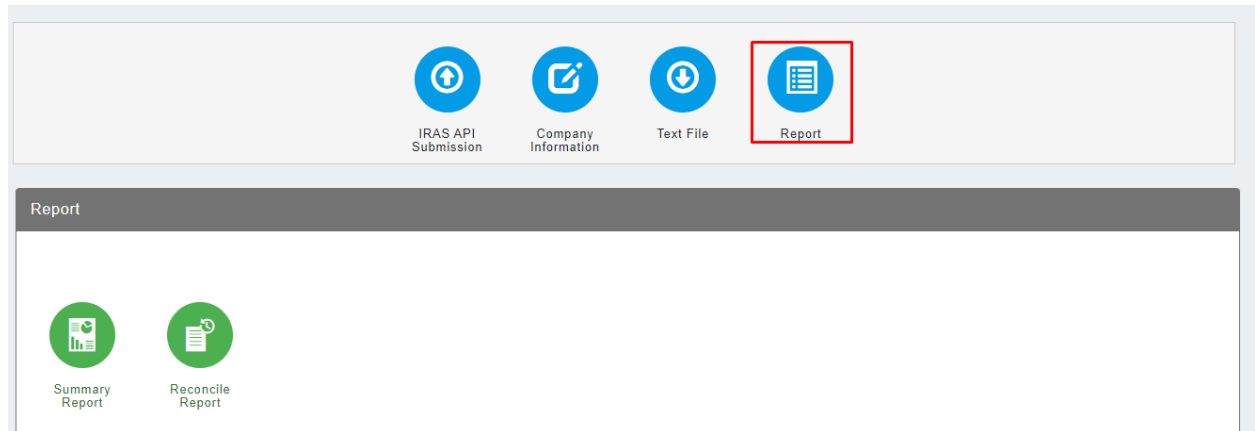 IRAS API
Submission
Company
Information
Text File
Report
Report
Summary
Report
Reconcile
Report